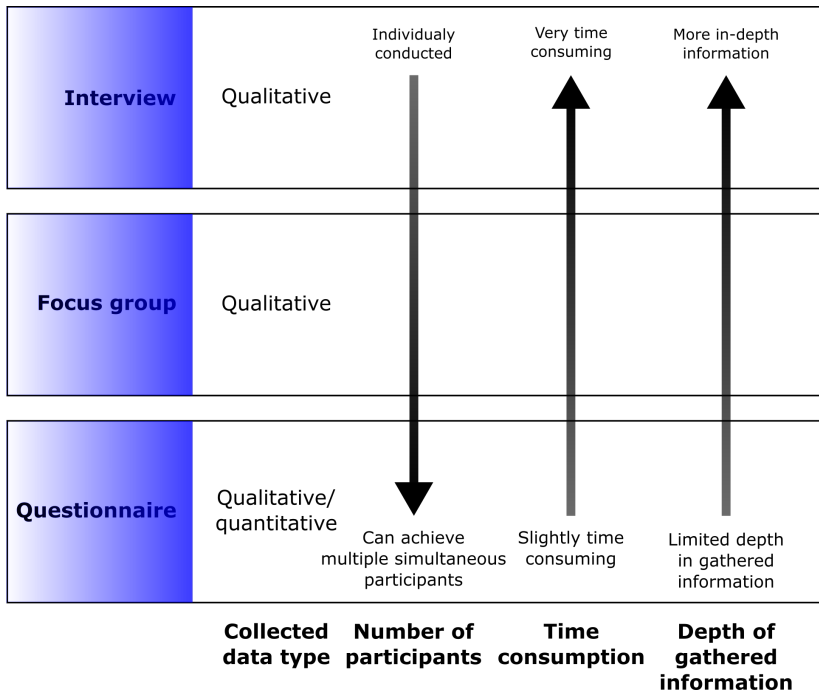 Interview
Qualitative
Individualy
conducted
Very time
consuming
More in-depth
information
Focus group
Qualitative
Questionnaire
Qualitative/
quantitative
Can achieve
multiple simultaneous
participants
Slightly time
consuming
Limited depth
in gathered
information
Collected
data type
Number of
participants
Time
consumption
Depth of
gathered
information